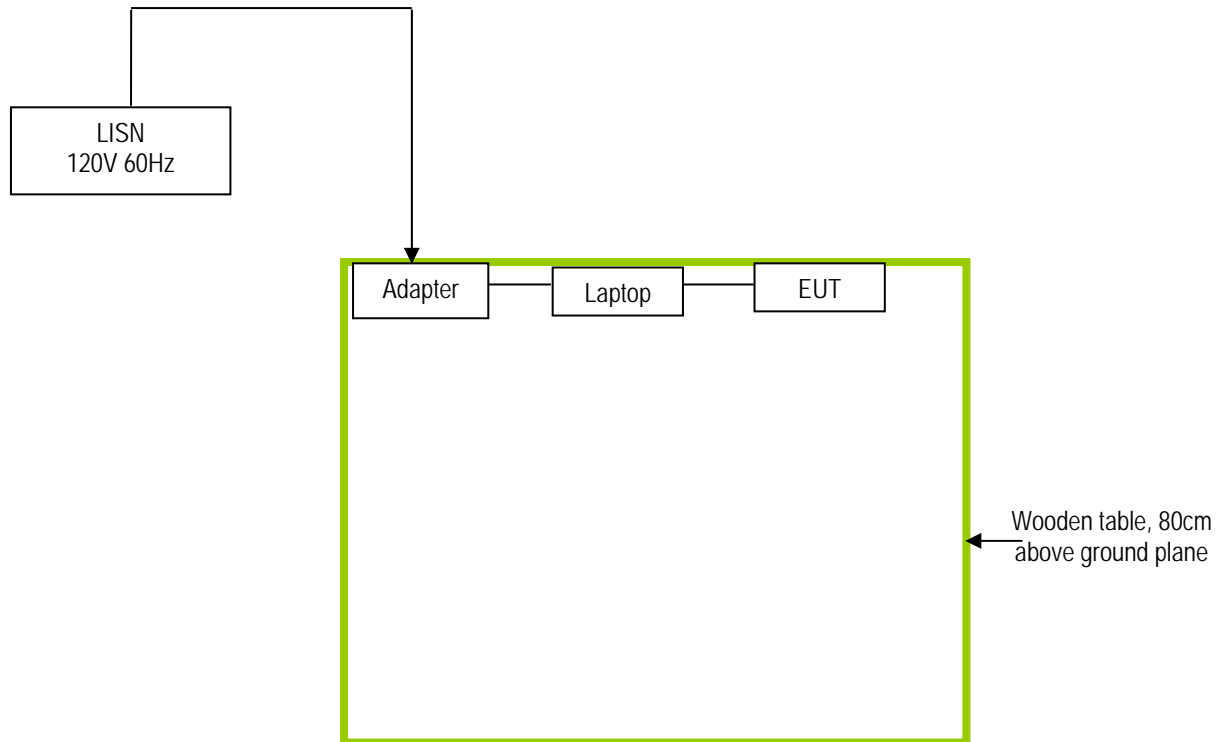 LISN
120V 60Hz
Adapter
Laptop
EUT
Wooden table, 80cm
above ground plane